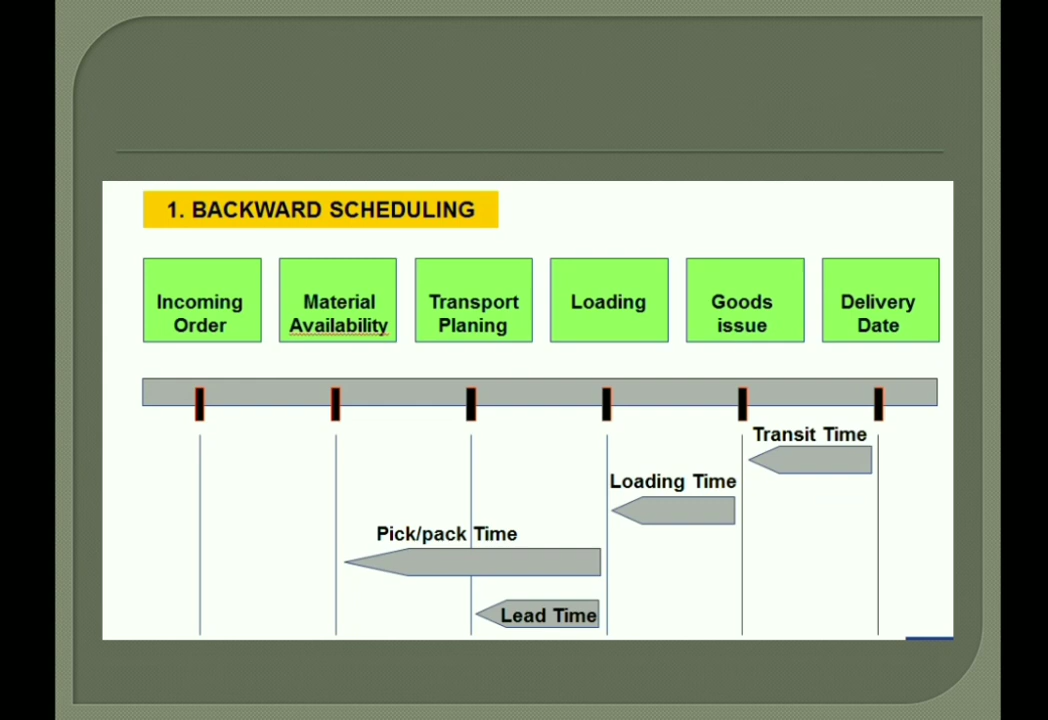 1. BACKWARD SCHEDULING
Incoming
Order
Material
Availability
Transport
Planing
Loading
Goods
issue
Delivery
Date
Transit Time
Loading Time
Pick/pack Time
Lead Time